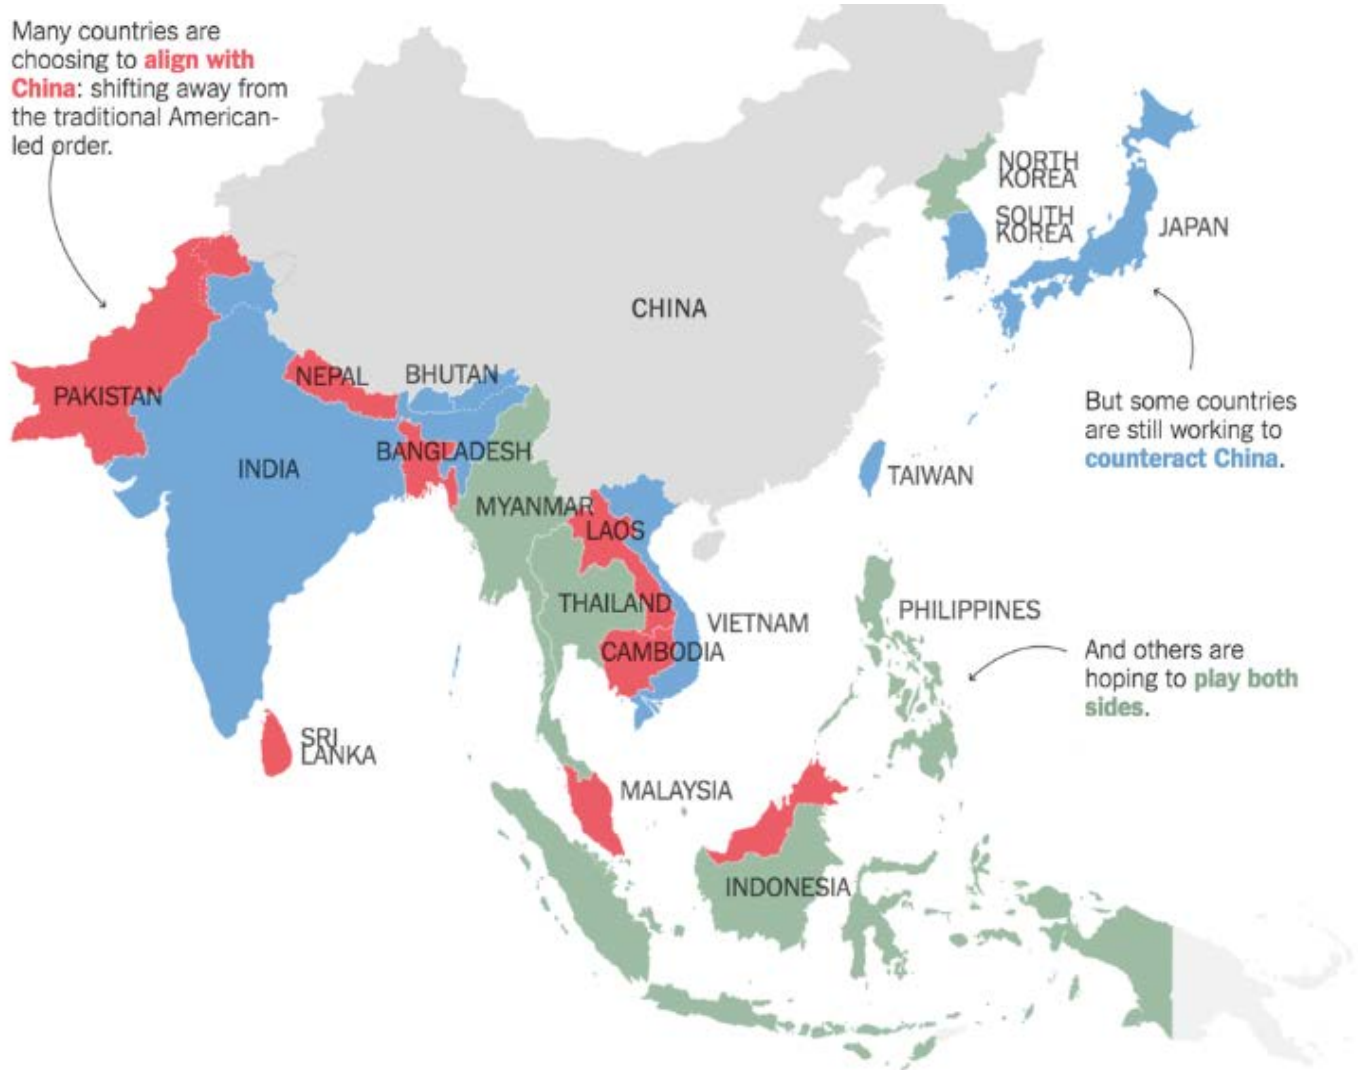 Many countries are
choosing to align with
China: shifting away from
the traditional American-
led order.
NORTH
KOREA
SOUTH
KOREA
JAPAN
CHINA
PAKISTAN
NEPAL
BHUTAN
But some countries
are still working to
counteract China.
BANGLADESH
INDIA
TAIWAN
MYANMAR
LAOS
THAILAND
PHILIPPINES
VIETNAM
CAMBODIA
And others are
hoping to play both
sides.
SRI
LANKA
MALAYSIA
INDONESIA